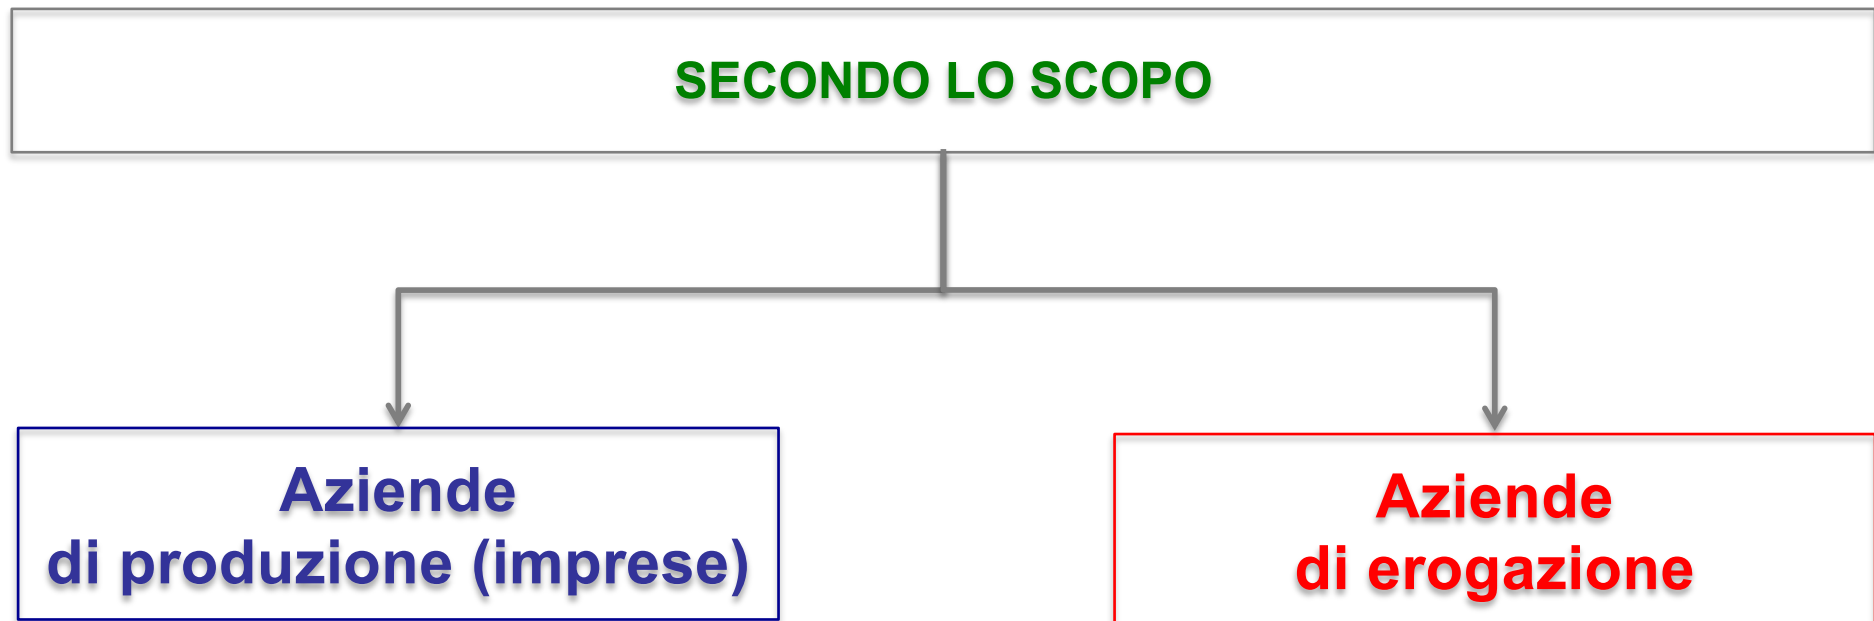 SECONDO LO SCOPO
Aziende
di produzione (imprese)
Aziende
di erogazione